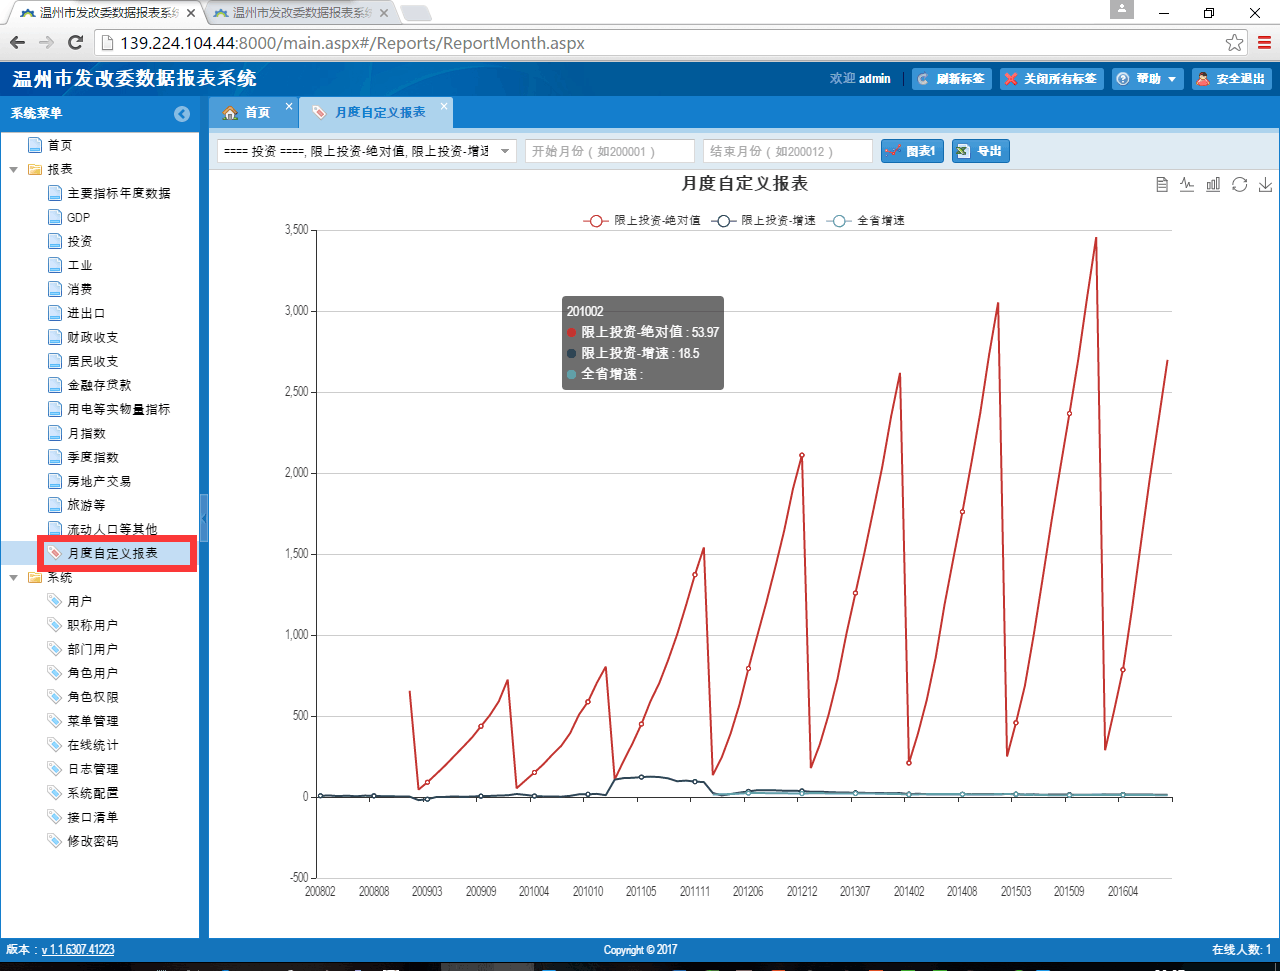 温州市发改委数据报表系统
温州市发改委数据报表系统
139.224.104.44:8000/main.aspx#/Reports/ReportMonth.aspx
温州市发改委数据报表系统
欢迎 admin
刷新标签
关闭所有标签
帮助
安全退出
系统菜单
首页
月度自定义报表
首页
报表
主要指标年度数据
GDP
投资
工业
消费
进出口
财政收支
居民收支
金融存贷款
用电等实物量指标
月指数
季度指数
房地产交易
旅游等
流动人口等其他
月度自定义报表
系统
用户
职称用户
部门用户
角色用户
角色权限
菜单管理
在线统计
日志管理
系统配置
接口清单
修改密码
==== 投资 ====, 限上投资-绝对值, 限上投资-增速
开始月份（如200001）
结束月份（如200012）
图表1
导出
月度自定义报表
限上投资-绝对值
限上投资-增速
全省增速
3,500
3,000
2,500
2,000
1,500
1,000
500
0
-500
201002
限上投资-绝对值 : 53.97
限上投资-增速 : 18.5
全省增速 :
200802
200808
200903
200909
201004
201010
201105
201111
201206
201212
201307
201402
201408
201503
201509
201604
版本：v 1.1.6307.41223
Copyright © 2017
在线人数: 1